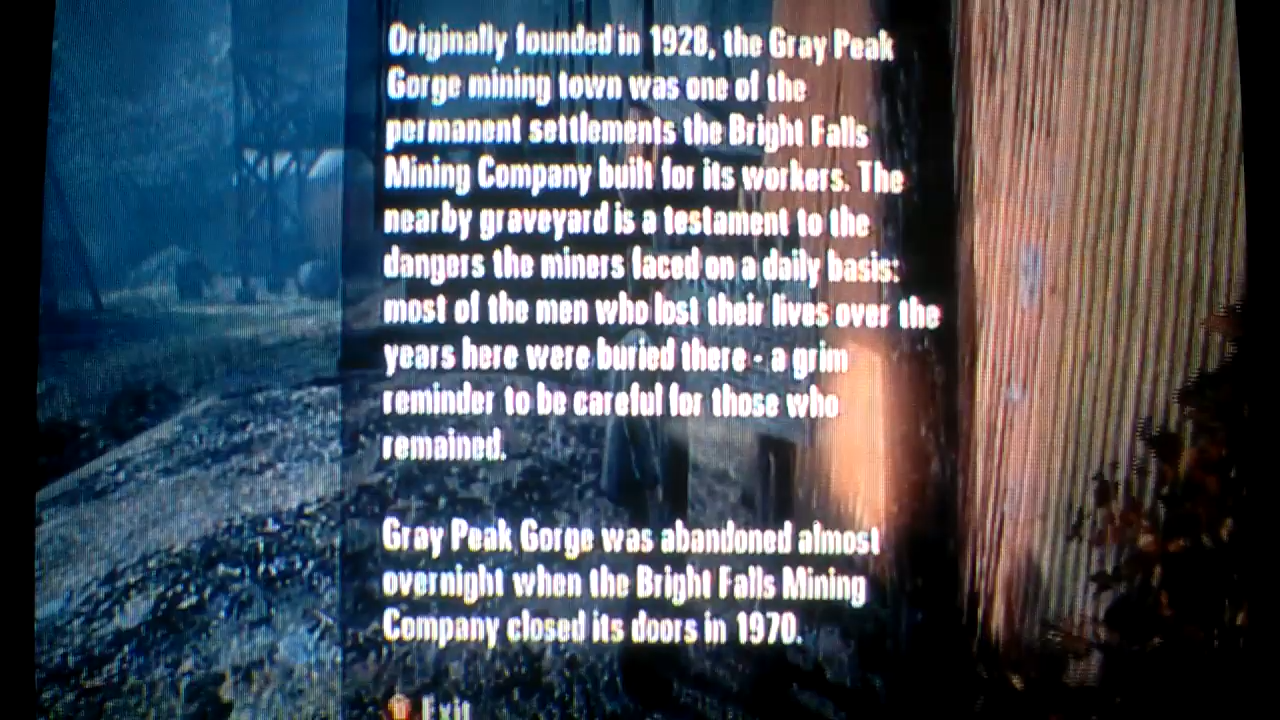 Originally founded in 1928, the Gray Peak
Gorge mining town was one of the
permanent settlements the Bright Falls
Mining Company built for its workers. The
nearby graveyard is a testament to the
dangers the miners faced on a daily basis:
most of the men who lost their lives over the
years here were buried there - a grim
reminder to be careful for those who
remained.
Gray Peak Gorge was abandoned almost
overnight when the Bright Falls Mining
Company closed its doors in 1970.
Exit